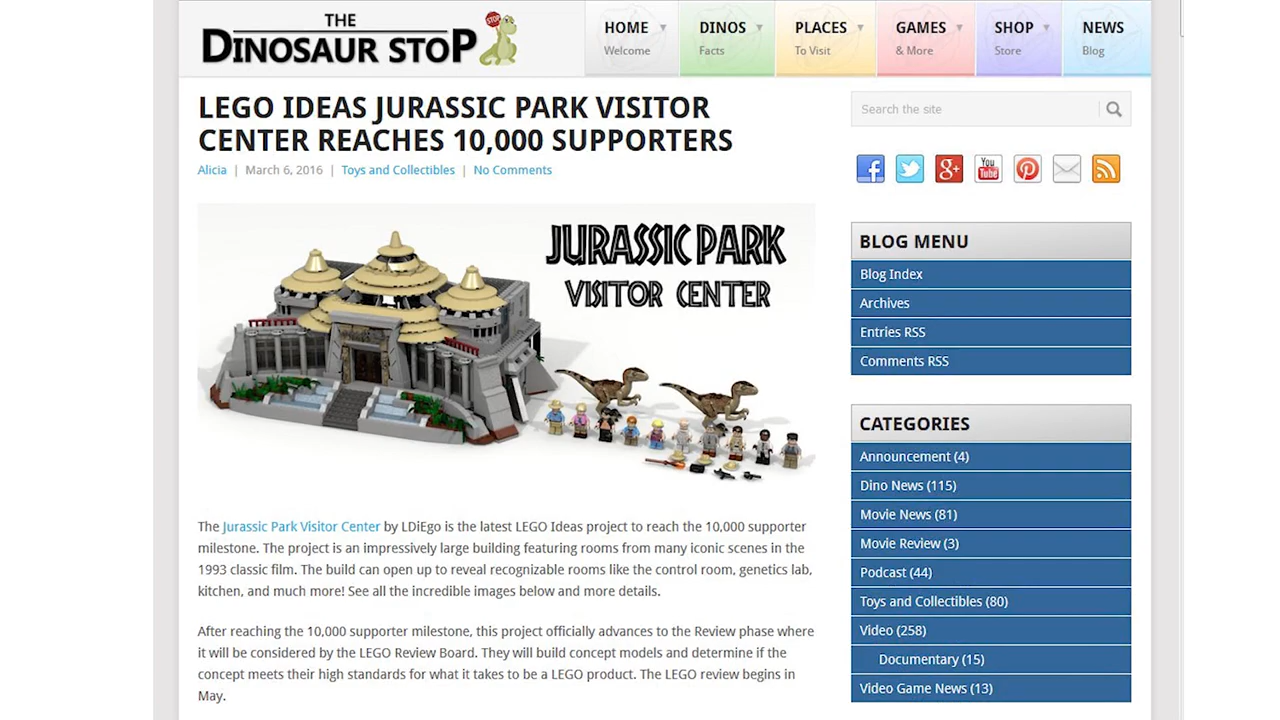 THE
DINOSAUR STOP
STOP
HOME
Welcome
DINOS
Facts
PLACES
To Visit
GAMES
& More
SHOP
Store
NEWS
Blog
LEGO IDEAS JURASSIC PARK VISITOR
CENTER REACHES 10,000 SUPPORTERS
Alicia | March 6, 2016 | Toys and Collectibles | No Comments
JURASSIC PARK
VISITOR CENTER
The Jurassic Park Visitor Center by LDiEgo is the latest LEGO Ideas project to reach the 10,000 supporter
milestone. The project is an impressively large building featuring rooms from many iconic scenes in the
1993 classic film. The build can open up to reveal recognizable rooms like the control room, genetics lab,
kitchen, and much more! See all the incredible images below and more details.
After reaching the 10,000 supporter milestone, this project officially advances to the Review phase where
it will be considered by the LEGO Review Board. They will build concept models and determine if the
concept meets their high standards for what it takes to be a LEGO product. The LEGO review begins in
May.
Search the site
You
Tube
BLOG MENU
Blog Index
Archives
Entries RSS
Comments RSS
CATEGORIES
Announcement (4)
Dino News (115)
Movie News (81)
Movie Review (3)
Podcast (44)
Toys and Collectibles (80)
Video (258)
Documentary (15)
Video Game News (13)